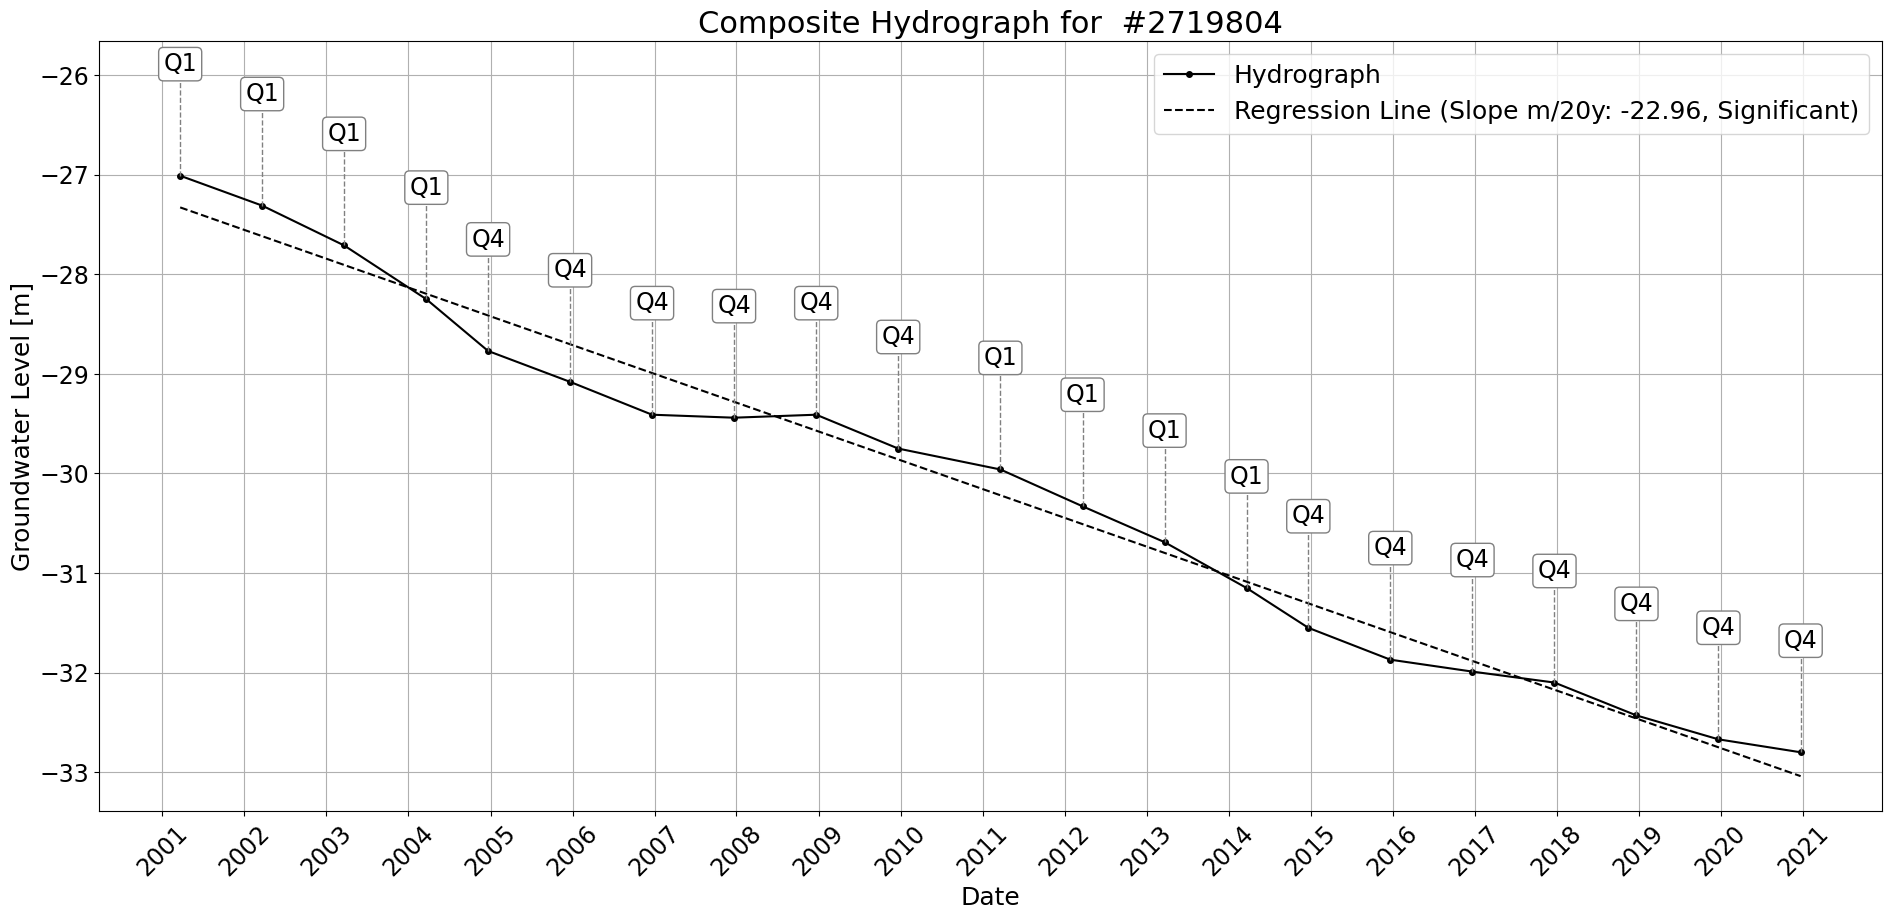 Composite Hydrograph for  #2719804
Hydrograph
Regression Line (Slope m/20y: -22.96, Significant)
Groundwater Level [m]
−26
−27
−28
−29
−30
−31
−32
−33
Q1
Q1
Q1
Q1
Q4
Q4
Q4
Q4
Q4
Q4
Q1
Q1
Q1
Q1
Q4
Q4
Q4
Q4
Q4
Q4
Q4
2001
2002
2003
2004
2005
2006
2007
2008
2009
2010
2011
2012
2013
2014
2015
2016
2017
2018
2019
2020
2021
Date